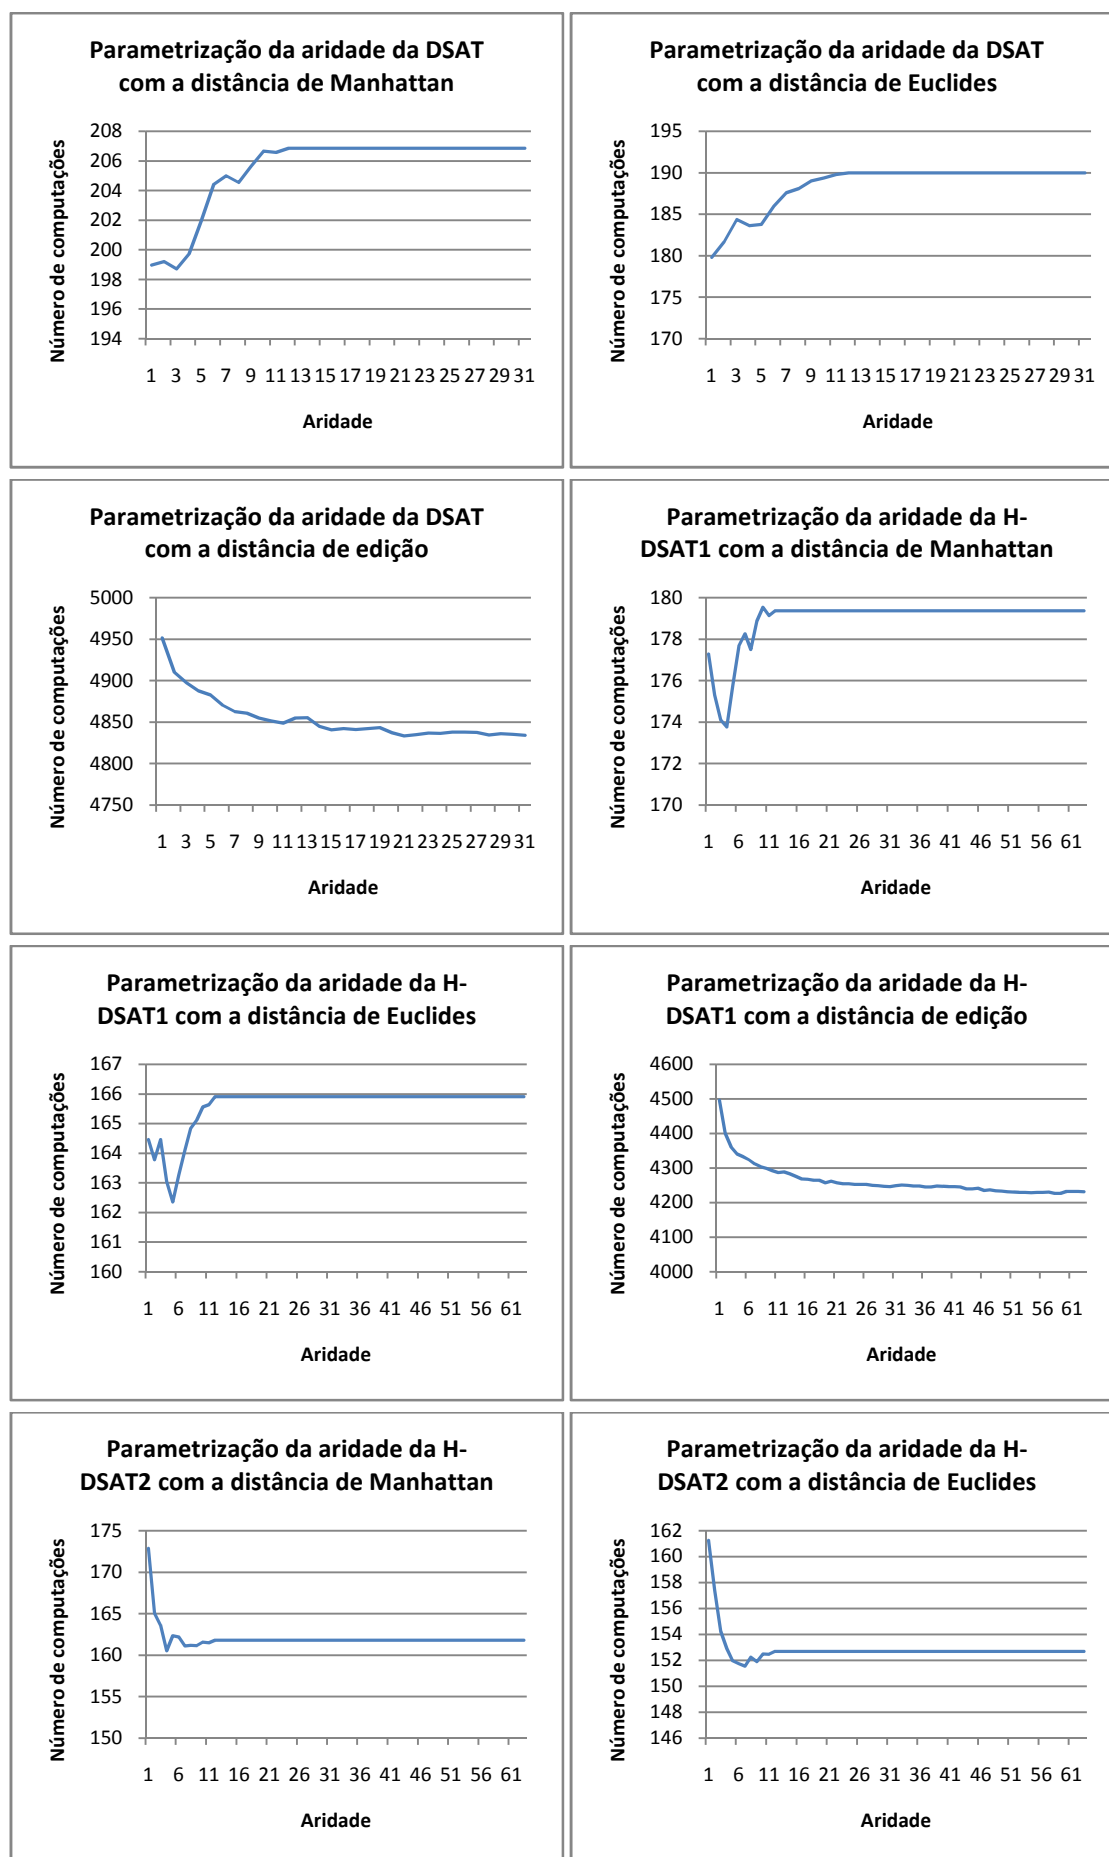 Parametrização da aridade da DSAT
com a distância de Manhattan
Número de computações
208
206
204
202
200
198
196
194
1 3 5 7 9 11 13 15 17 19 21 23 25 27 29 31
Aridade
Parametrização da aridade da DSAT
com a distância de Euclides
Número de computações
195
190
185
180
175
170
1 3 5 7 9 11 13 15 17 19 21 23 25 27 29 31
Aridade
Parametrização da aridade da DSAT
com a distância de edição
Número de computações
5000
4950
4900
4850
4800
4750
1 3 5 7 9 11 13 15 17 19 21 23 25 27 29 31
Aridade
Parametrização da aridade da H-
DSAT1 com a distância de Manhattan
Número de computações
180
178
176
174
172
170
1 6 11 16 21 26 31 36 41 46 51 56 61
Aridade
Parametrização da aridade da H-
DSAT1 com a distância de Euclides
Número de computações
167
166
165
164
163
162
161
160
1 6 11 16 21 26 31 36 41 46 51 56 61
Aridade
Parametrização da aridade da H-
DSAT1 com a distância de edição
Número de computações
4600
4500
4400
4300
4200
4100
4000
1 6 11 16 21 26 31 36 41 46 51 56 61
Aridade
Parametrização da aridade da H-
DSAT2 com a distância de Manhattan
Número de computações
175
170
165
160
155
150
1 6 11 16 21 26 31 36 41 46 51 56 61
Aridade
Parametrização da aridade da H-
DSAT2 com a distância de Euclides
Número de computações
162
160
158
156
154
152
150
148
146
1 6 11 16 21 26 31 36 41 46 51 56 61
Aridade